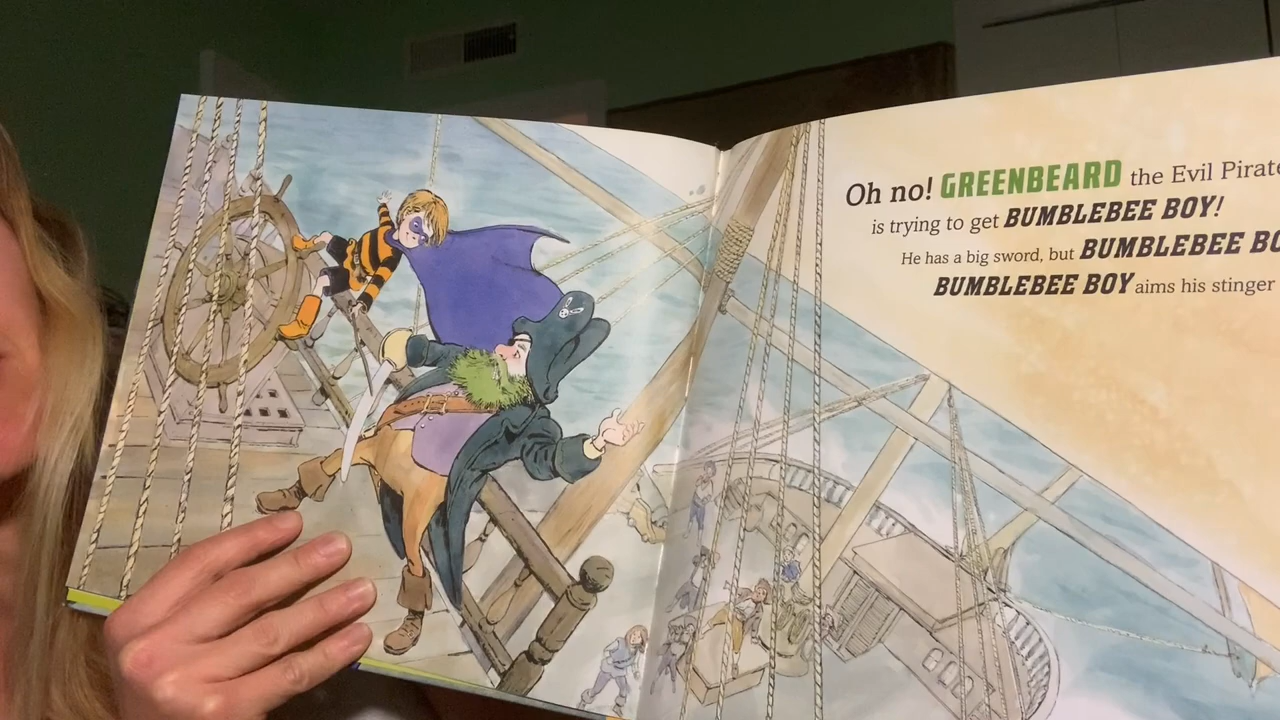 Oh no! GREENBEARD the Evil Pirate
is trying to get BUMBLEBEE BOY!
He has a big sword, but BUMBLEBEE
BUMBLEBEE BOY aims his stinger